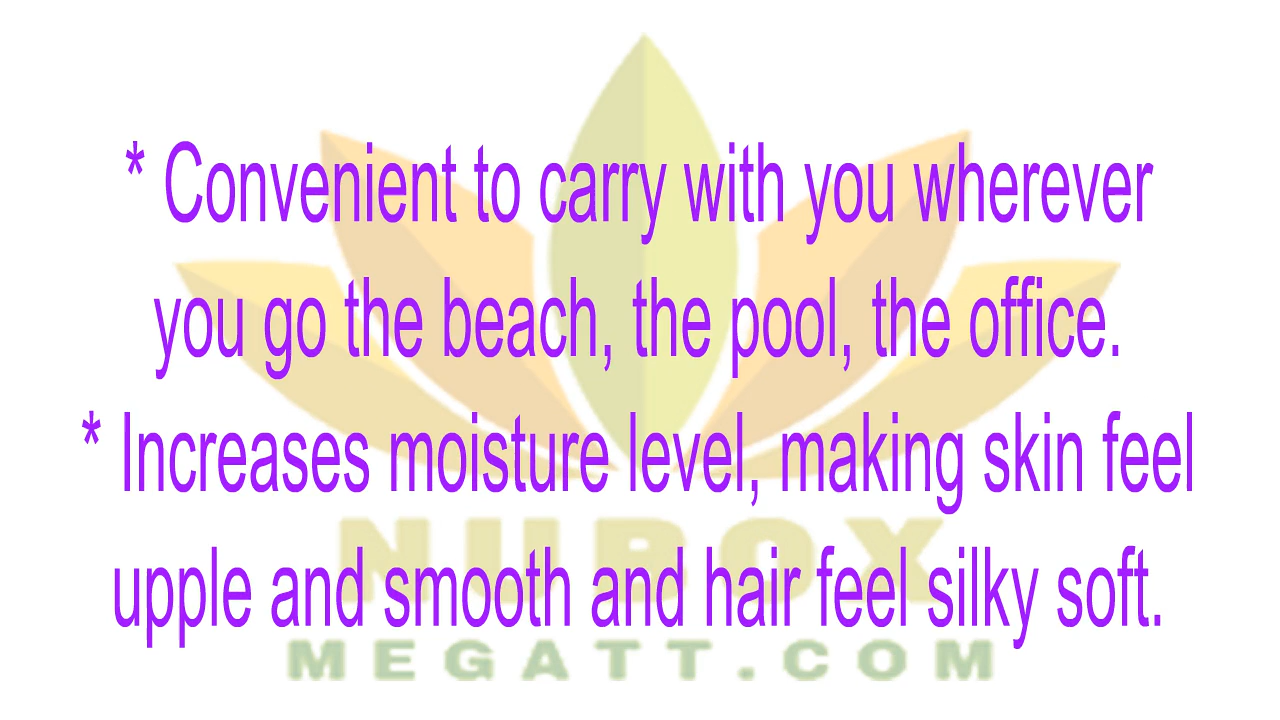 * Convenient to carry with you wherever
you go the beach, the pool, the office.
* Increases moisture level, making skin feel
upple and smooth and hair feel silky soft.
NUROX
MEGATT.COM